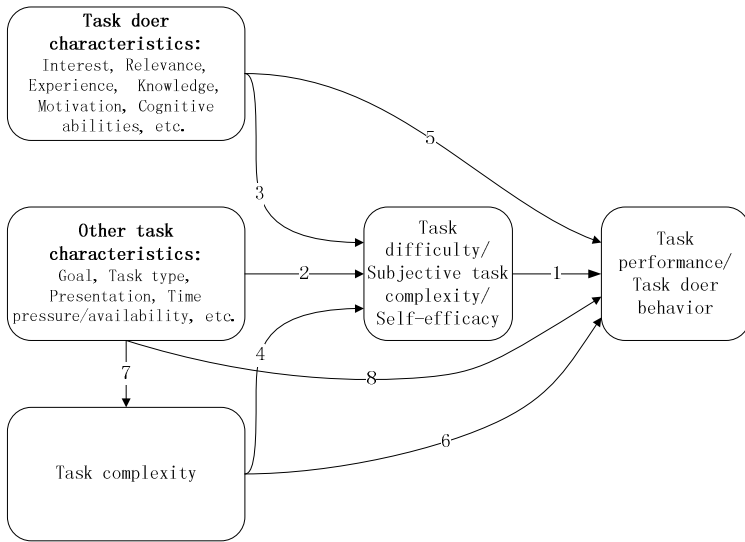 Task doer
characteristics:
Interest, Relevance,
Experience, Knowledge,
Motivation, Cognitive
abilities, etc.
5
3
Other task
characteristics:
Goal, Task type,
Presentation, Time
pressure/availability, etc.
2
Task
difficulty/
Subjective task
complexity/
Self-efficacy
1
Task
performance/
Task doer
behavior
4
7
8
6
Task complexity